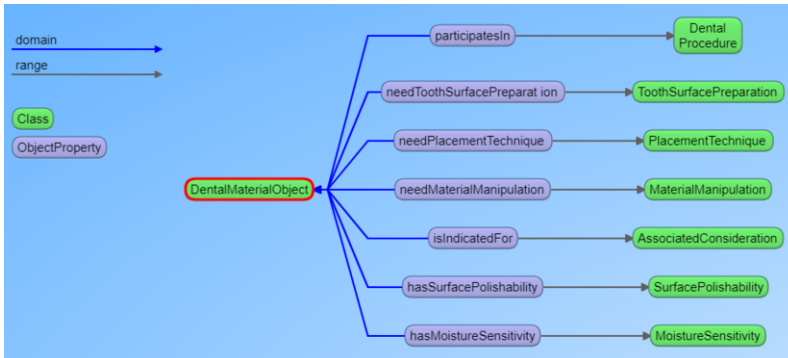 domain
range
Class
ObjectProperty
DentalMaterialObject
participatesIn
Dental
Procedure
needToothSurfacePreparat ion
ToothSurfacePreparation
needPlacementTechnique
PlacementTechnique
needMaterialManipulation
MaterialManipulation
isIndicatedFor
AssociatedConsideration
hasSurfacePolishability
SurfacePolishability
hasMoistureSensitivity
MoistureSensitivity